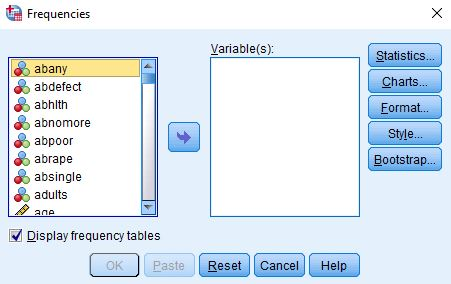 Frequencies
Variable(s):
abany
abdefect
abhlth
abnomore
abpoor
abrape
absingle
adults
age
Statistics...
Charts...
Format...
Style...
Bootstrap...
Display frequency tables
OK Paste Reset Cancel Help